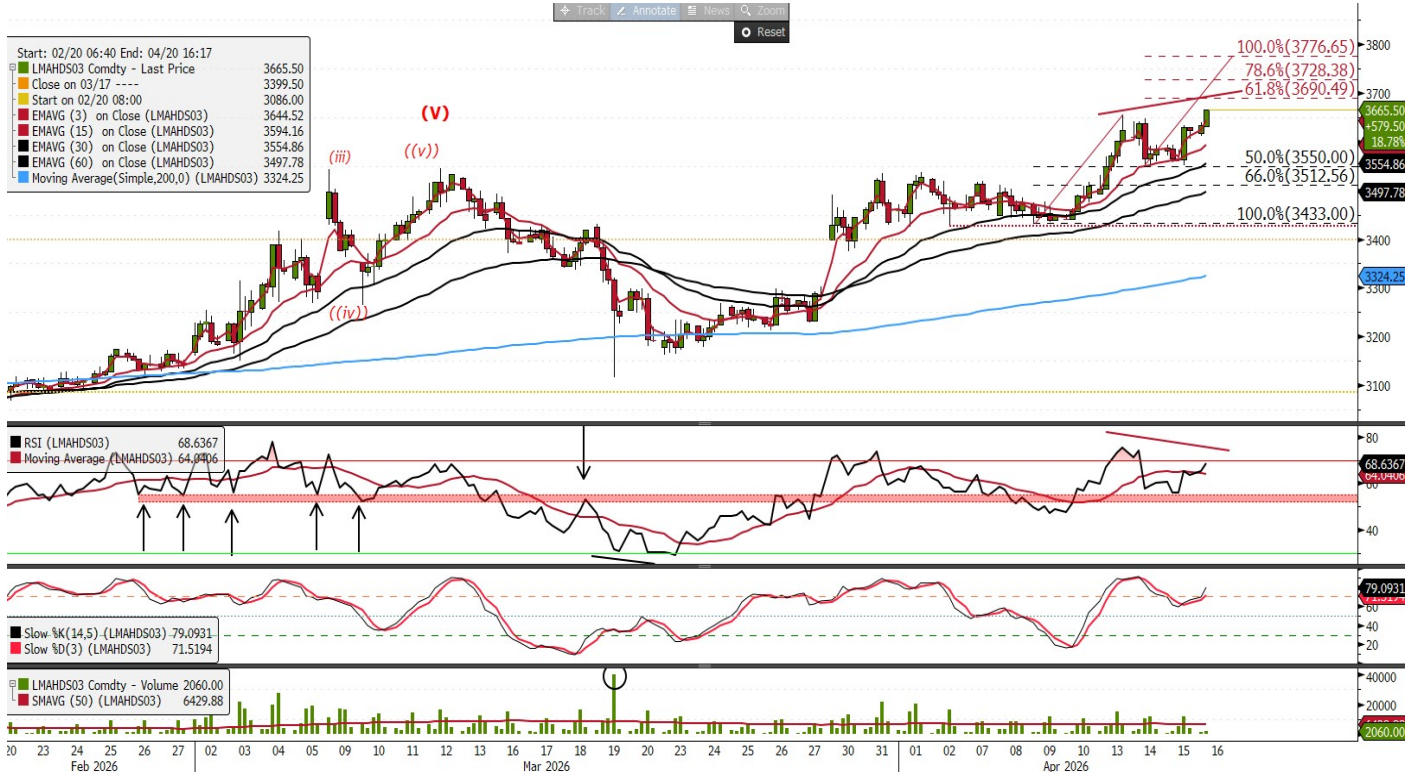 Track Annotate News Zoom
Reset
Start: 02/20 06:40 End: 04/20 16:17
LMAHDS03 Comdty - Last Price 3665.50
Close on 03/17 ---- 3399.50
Start on 02/20 08:00 3086.00
EMAVG (3) on Close (LMAHDS03) 3644.52
EMAVG (15) on Close (LMAHDS03) 3594.16
EMAVG (30) on Close (LMAHDS03) 3554.86
EMAVG (60) on Close (LMAHDS03) 3497.78
Moving Average(Simple,200,0) (LMAHDS03) 3324.25
(V)
(iii)
((v))
((iv))
100.0%(3776.65)
78.6%(3728.38)
61.8%(3690.49)
50.0%(3550.00)
66.0%(3512.56)
100.0%(3433.00)
3800
3700
3665.50
+579.50
18.78%
3554.86
3497.78
3400
3324.25
3300
3200
3100
RSI (LMAHDS03) 68.6367
Moving Average (LMAHDS03) 64.0406
80
68.6367
64.0406
60
40
Slow %K(14,5) (LMAHDS03) 79.0931
Slow %D(3) (LMAHDS03) 71.5194
79.0931
71.5194
60
40
20
LMAHDS03 Comdty - Volume 2060.00
SMAVG (50) (LMAHDS03) 6429.88
40000
20000
2060.00
20 23 24 25 26 27 02 03 04 05 06 09 10 11 12 13 16 17 18 19 20 23 24 25 26 27 30 31 01 02 07 08 09 10 13 14 15 16
Feb 2026 Mar 2026 Apr 2026